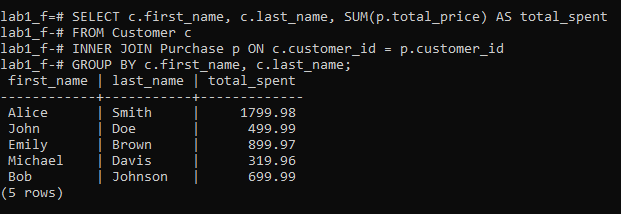 lab1_f=# SELECT c.first_name, c.last_name, SUM(p.total_price) AS total_spent
lab1_f-# FROM Customer c
lab1_f-# INNER JOIN Purchase p ON c.customer_id = p.customer_id
lab1_f-# GROUP BY c.first_name, c.last_name;
 first_name | last_name | total_spent
------------+-----------+-------------
 Alice      | Smith     |     1799.98
 John       | Doe       |      499.99
 Emily      | Brown     |      899.97
 Michael    | Davis     |      319.96
 Bob        | Johnson   |      699.99
(5 rows)